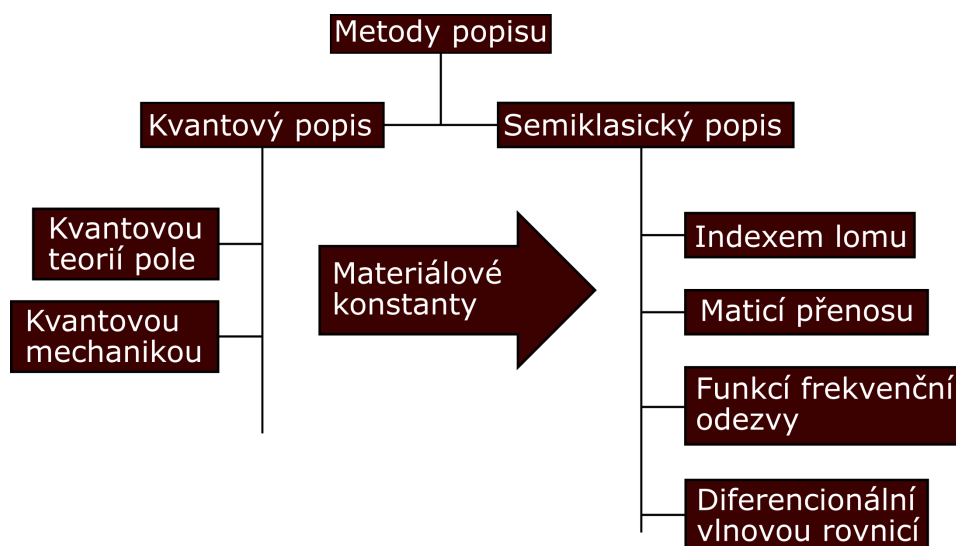 Metody popisu
Kvantový popis
Semiklasický popis
Kvantovou
teorií pole
Kvantovou
mechanikou
Materiálové
konstanty
Indexem lomu
Maticí přenosu
Funkcí frekvenční
odezvy
Diferencionální
vlnovou rovnicí